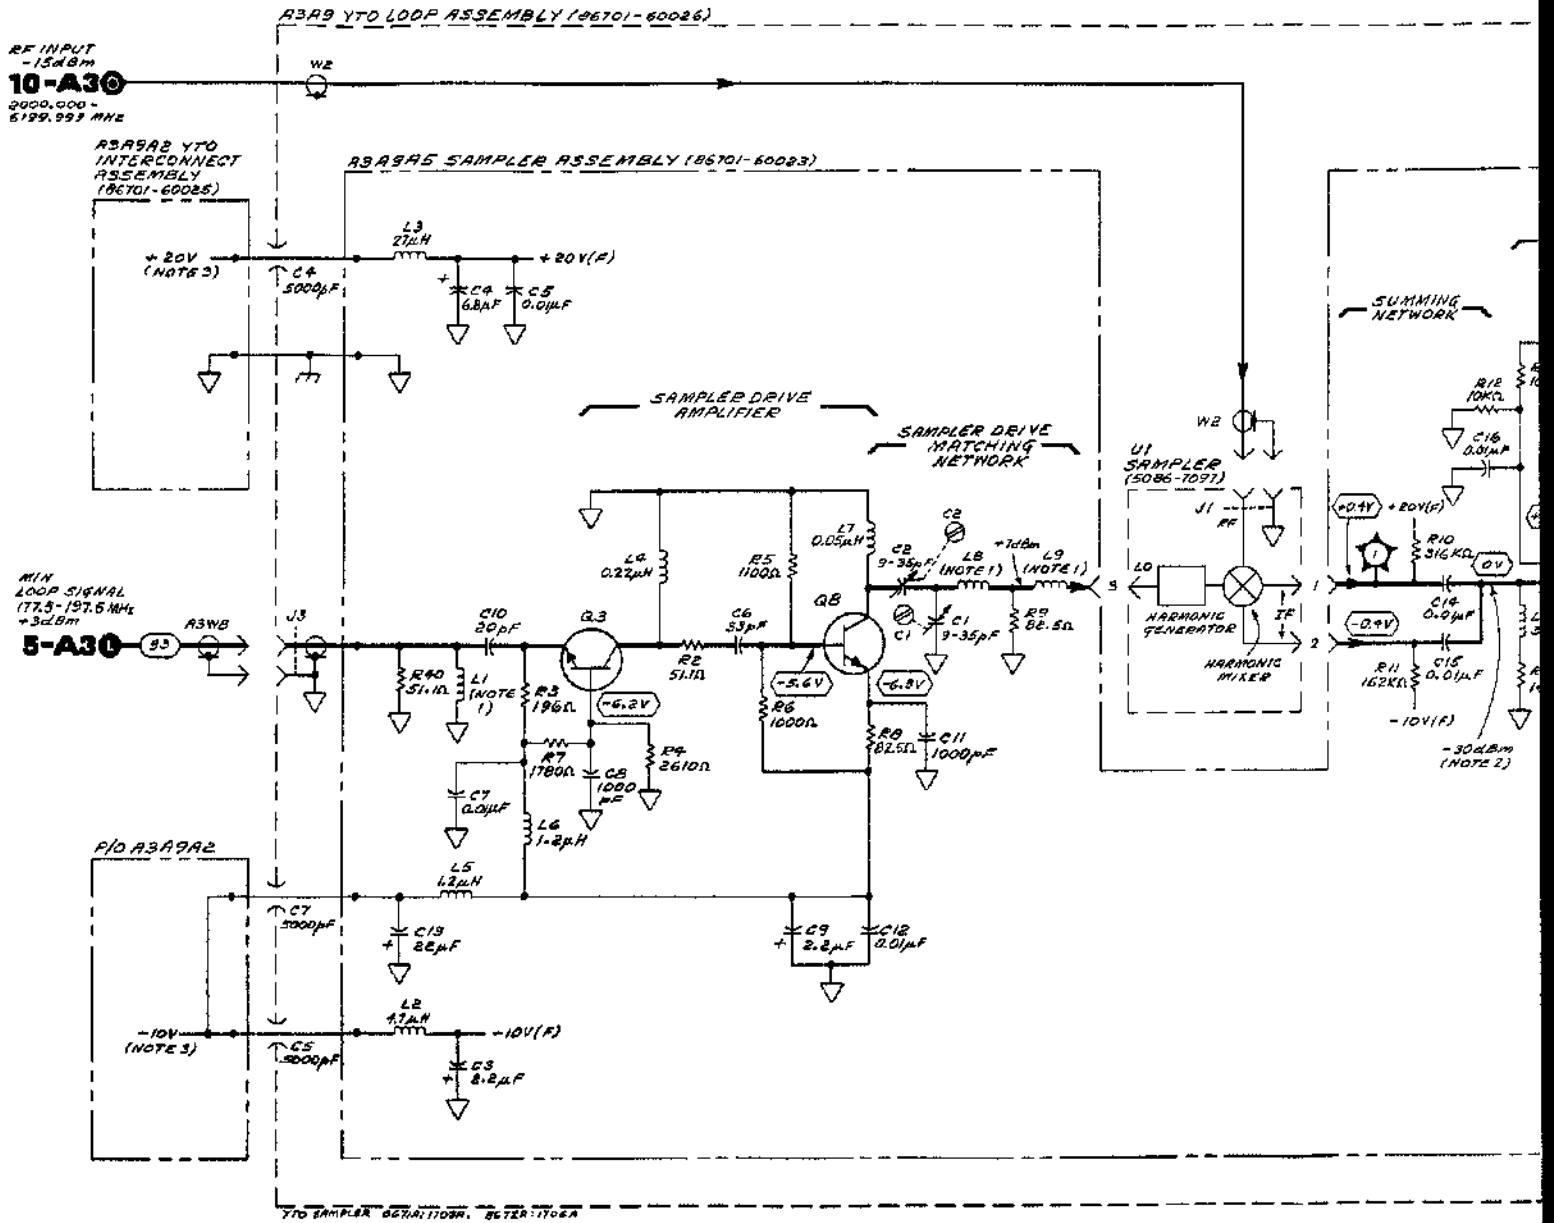 A3A9 YTO LOOP ASSEMBLY (86701-60026)
RF INPUT
-15dBm
10-A3
2000.000 -
6199.999 MHz
W2
A3A9A2 YTO
INTERCONNECT
ASSEMBLY
(86701-60025)
A3A9A5 SAMPLER ASSEMBLY (86701-60023)
+20V
(NOTE 3)
C4
5000pF
L3
27µH
+20V(F)
+
C4
6.8µF
C5
0.01µF
SUMMING
NETWORK
SAMPLER DRIVE
AMPLIFIER
SAMPLER DRIVE
MATCHING
NETWORK
W2
R12
10KΩ
C16
0.01µF
U1
SAMPLER
(5086-7097)
J1
RF
+0.4V
+20V(F)
1
R10
316KΩ
0V
L4
0.22µH
R5
1100Ω
L7
0.05µH
C2
C2
9-35pF
L8
(NOTE 1)
+7dBm
L9
(NOTE 1)
3
LO
1
HARMONIC
GENERATOR
IF
2
HARMONIC
MIXER
C14
0.01µF
-0.4V
C15
0.01µF
R11
162KΩ
-10V(F)
-30dBm
(NOTE 2)
MIN
LOOP SIGNAL
177.5-197.5 MHz
+3dBm
5-A3 L
93
A3W8
J3
C10
20pF
Q3
R2
51.1Ω
C6
33pF
Q8
C1
C1
9-35pF
R9
82.5Ω
R40
51.1Ω
L1
(NOTE
1)
R3
196Ω
-6.2V
-5.6V
-6.3V
R6
1000Ω
R8
82.5Ω
C11
1000pF
R7
1780Ω
R4
2610Ω
C8
1000
pF
C7
0.01µF
L6
1.2µH
P/O A3A9A2
L5
1.2µH
C7
5000pF
+
C13
22µF
+
C9
2.2µF
C12
0.01µF
-10V
(NOTE 3)
C5
5000pF
L2
4.7µH
-10V(F)
+
C3
2.2µF
YTO SAMPLER